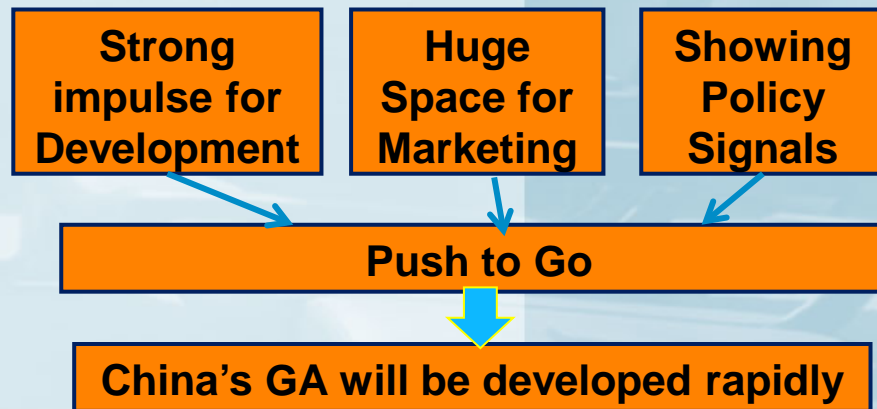 Strong
impulse for
Development
Huge
Space for
Marketing
Showing
Policy
Signals
Push to Go
China’s GA will be developed rapidly